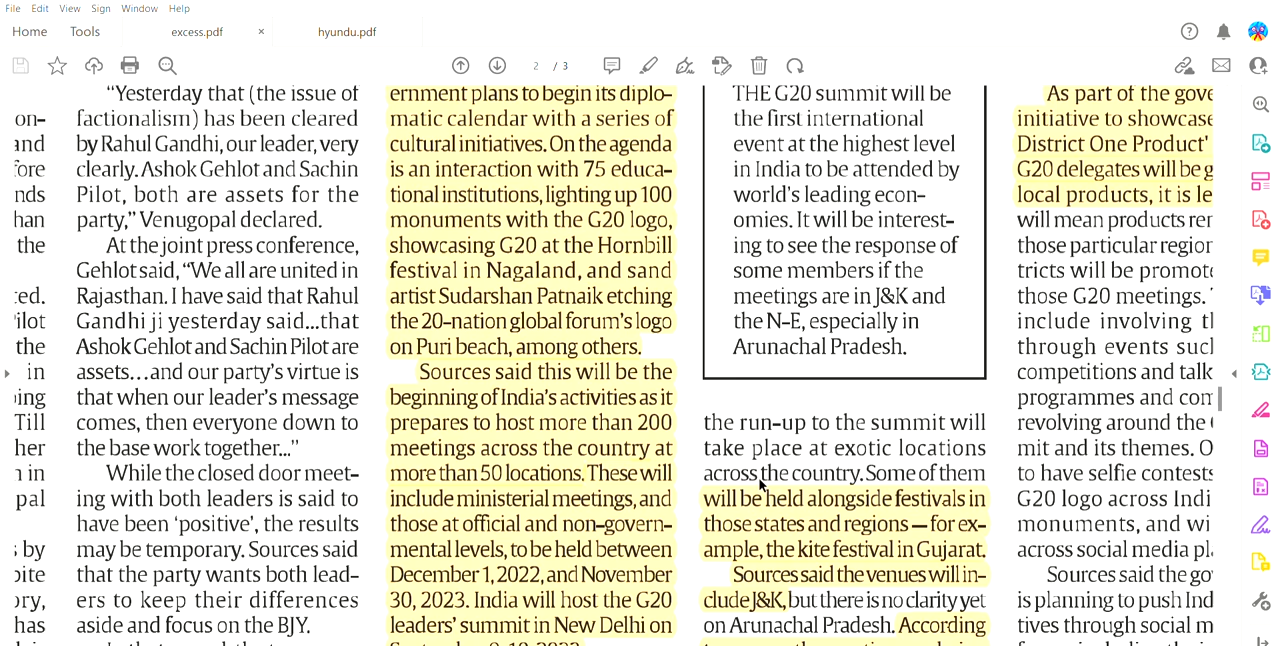 File Edit View Sign Window Help
Home Tools excess.pdf × hyundu.pdf
2 / 3
on-
and
fore
nds
han
the
ted.
Pilot
the
in
Till
her
n in
pal
by
ory,
has
"Yesterday that (the issue of
factionalism) has been cleared
by Rahul Gandhi, our leader, very
clearly. Ashok Gehlot and Sachin
Pilot, both are assets for the
party," Venugopal declared.
At the joint press conference,
Gehlot said, "We all are united in
Rajasthan. I have said that Rahul
Gandhi ji yesterday said...that
Ashok Gehlot and Sachin Pilot are
assets...and our party's virtue is
that when our leader's message
comes, then everyone down to
the base work together..."
While the closed door meet-
ing with both leaders is said to
have been 'positive', the results
may be temporary. Sources said
that the party wants both lead-
ers to keep their differences
aside and focus on the BJY.
ernment plans to begin its diplo-
matic calendar with a series of
cultural initiatives. On the agenda
is an interaction with 75 educa-
tional institutions, lighting up 100
monuments with the G20 logo,
showcasing G20 at the Hornbill
festival in Nagaland, and sand
artist Sudarshan Patnaik etching
the 20-nation global forum's logo
on Puri beach, among others.
Sources said this will be the
beginning of India's activities as it
prepares to host more than 200
meetings across the country at
more than 50 locations. These will
include ministerial meetings, and
those at official and non-govern-
mental levels, to be held between
December 1, 2022, and November
30, 2023. India will host the G20
leaders' summit in New Delhi on
THE G20 summit will be
the first international
event at the highest level
in India to be attended by
world's leading econ-
omies. It will be interest-
ing to see the response of
some members if the
meetings are in J&K and
the N-E, especially in
Arunachal Pradesh.
the run-up to the summit will
take place at exotic locations
across the country. Some of them
will be held alongside festivals in
those states and regions — for ex-
ample, the kite festival in Gujarat.
Sources said the venues will in-
clude J&K, but there is no clarity yet
on Arunachal Pradesh. According
As part of the gove
initiative to showcase
District One Product'
G20 delegates will be g
local products, it is le
will mean products rer
those particular region
tricts will be promote
those G20 meetings.
include involving tl
through events such
competitions and talk
programmes and con
revolving around the
mit and its themes. O
to have selfie contests
G20 logo across Indi
monuments, and wi
across social media pl
Sources said the go
is planning to push Ind
tives through social m